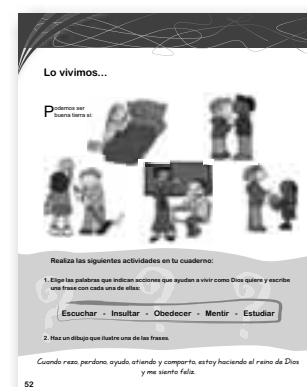 Lo vivimos...
Podemos ser
buena tierra si:
Realiza las siguientes actividades en tu cuaderno:
1. Elige las palabras que indican acciones que ayudan a vivir como Dios quiere y escribe
una frase con cada una de ellas:
Escuchar - Insultar - Obedecer - Mentir - Estudiar
2. Haz un dibujo que ilustre una de las frases.
Cuando rezo, perdono, ayudo, atiendo y comparto, estoy haciendo el reino de Dios
y me siento feliz.
52